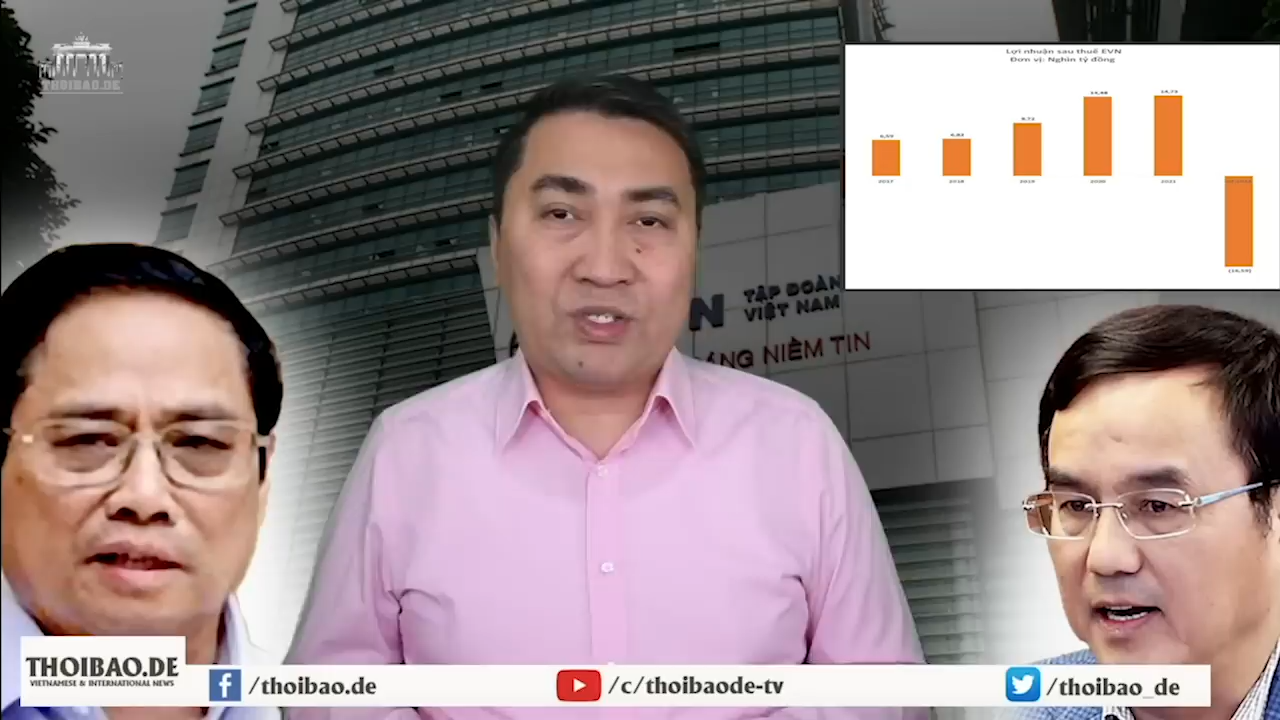 THOIBAO.DE
Lợi nhuận sau thuế EVN
Đơn vị: Nghìn tỷ đồng
14,48
14,73
9,71
6,59
6,82
2017
2018
2019
2020
2021
(16,59)
N
TẬP ĐOÀN
VIỆT NAM
NIỀM TIN
THOIBAO.DE
VIETNAMESE & INTERNATIONAL NEWS
/thoibao.de
/c/thoibaode-tv
/thoibao_de